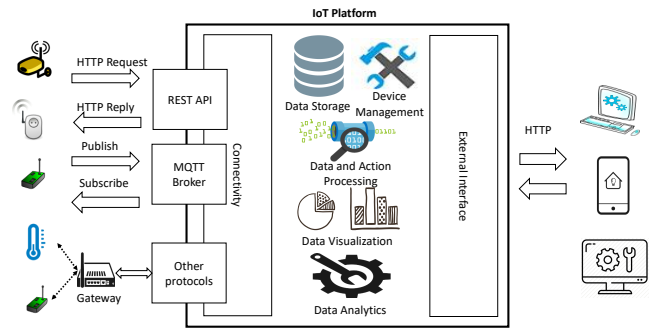 IoT Platform
HTTP Request
HTTP Reply
Publish
Subscribe
Gateway
REST API
MQTT
Broker
Other
protocols
Connectivity
Data Storage
Device
Management
Data and Action
Processing
Data Visualization
Data Analytics
External Interface
HTTP